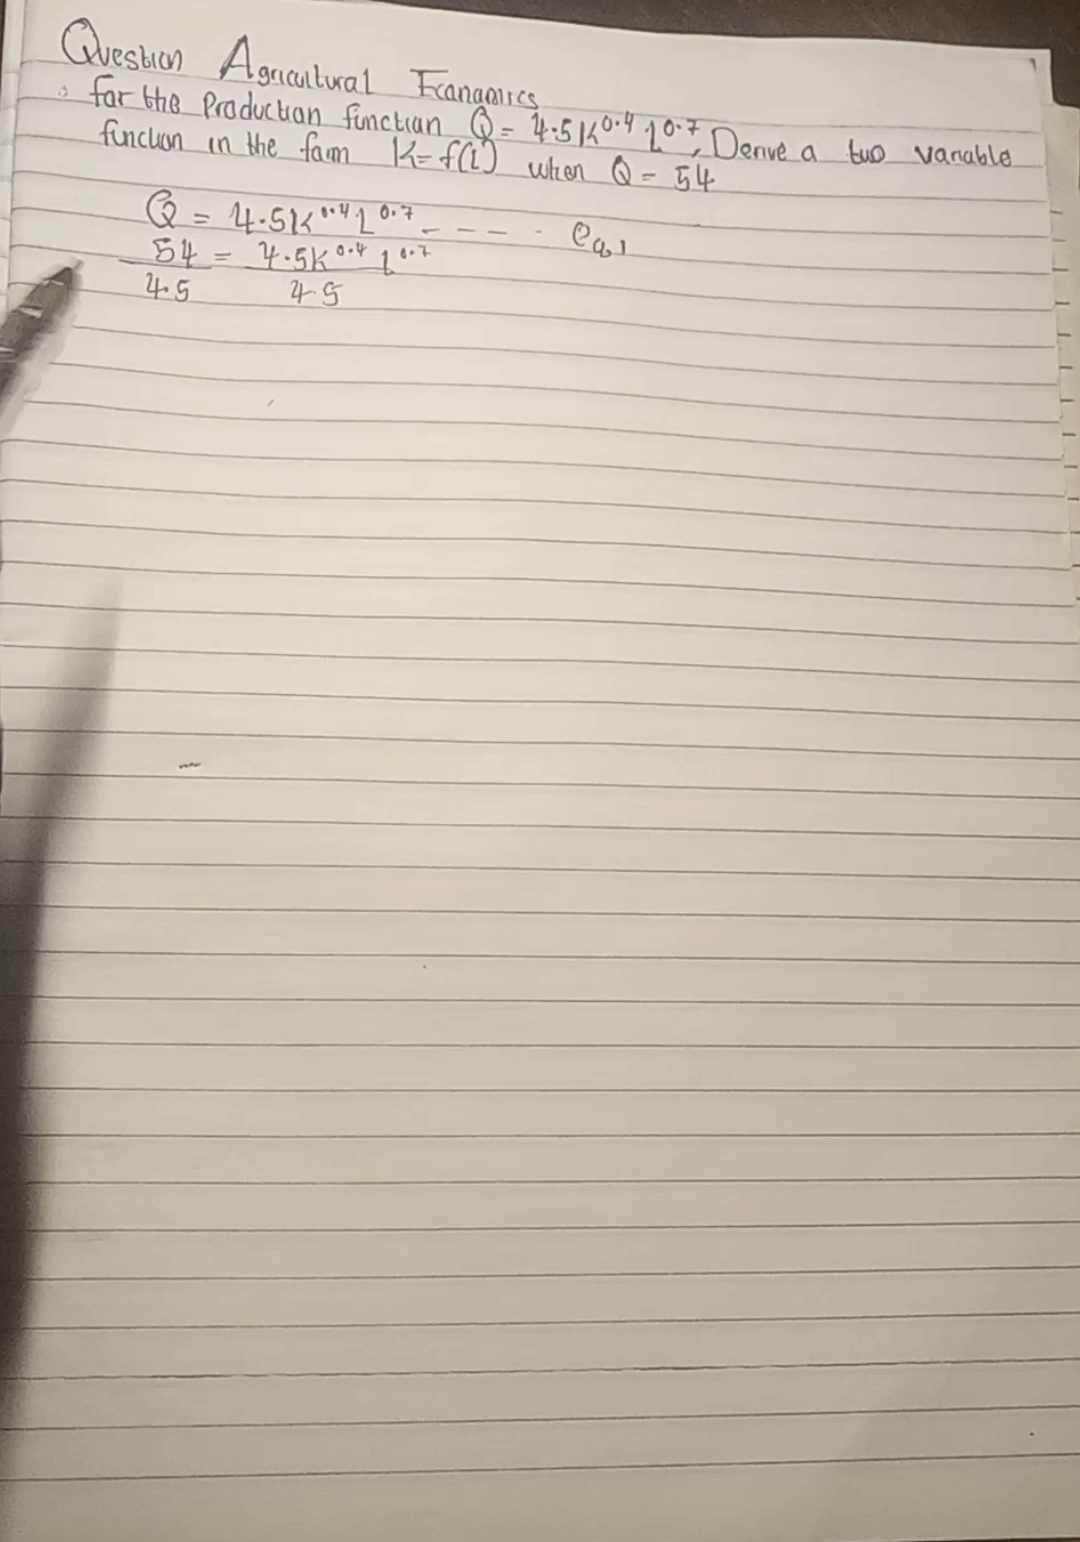 Question Agricultural Economics
: for the Production function Q = 4.5K^0.4 L^0.7, Derive a two variable
function in the form K=f(L) when Q = 54
Q = 4.5K^0.4 L^0.7 - - - - · eq 1
54 = 4.5K^0.4 L^0.7
4.5 4.5